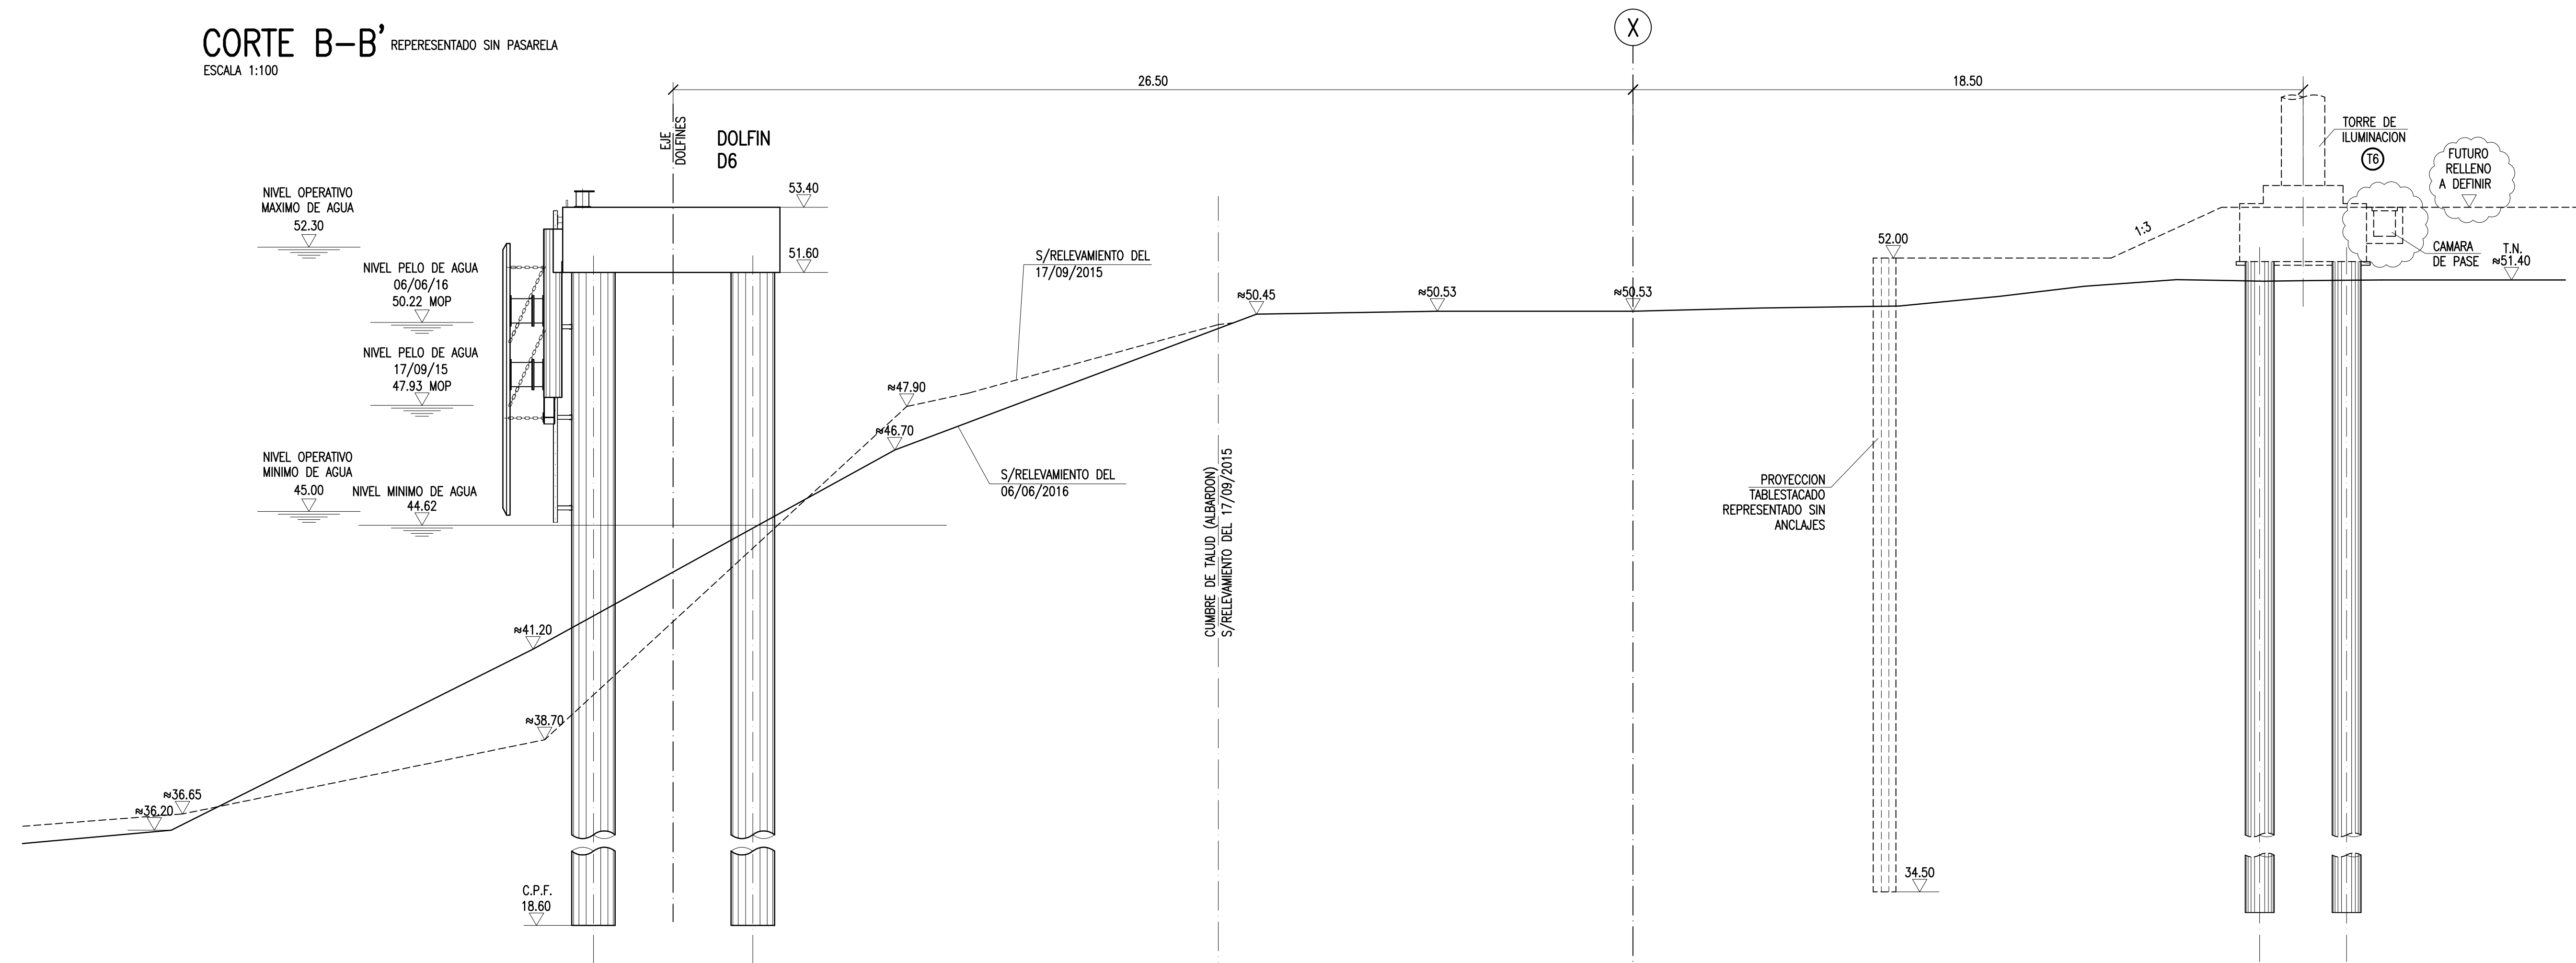 CORTE B-B' REPERESENTADO SIN PASARELA
ESCALA 1:100
X
26.50
18.50
EJE
DOLFINES
DOLFIN
D6
TORRE DE
ILUMINACION
T6
FUTURO
RELLENO
A DEFINIR
NIVEL OPERATIVO
MAXIMO DE AGUA
52.30
53.40
51.60
NIVEL PELO DE AGUA
06/06/16
50.22 MOP
NIVEL PELO DE AGUA
17/09/15
47.93 MOP
NIVEL OPERATIVO
MINIMO DE AGUA
45.00
NIVEL MINIMO DE AGUA
44.62
S/RELEVAMIENTO DEL
17/09/2015
52.00
1:3
CAMARA
DE PASE
T.N.
≈51.40
≈50.45
≈50.53
≈50.53
≈47.90
≈46.70
S/RELEVAMIENTO DEL
06/06/2016
CUMBRE DE TALUD (ALBARDON)
S/RELEVAMIENTO DEL 17/09/2015
PROYECCION
TABLESTACADO
REPRESENTADO SIN
ANCLAJES
≈41.20
≈38.70
≈36.65
≈36.20
34.50
C.P.F.
18.60